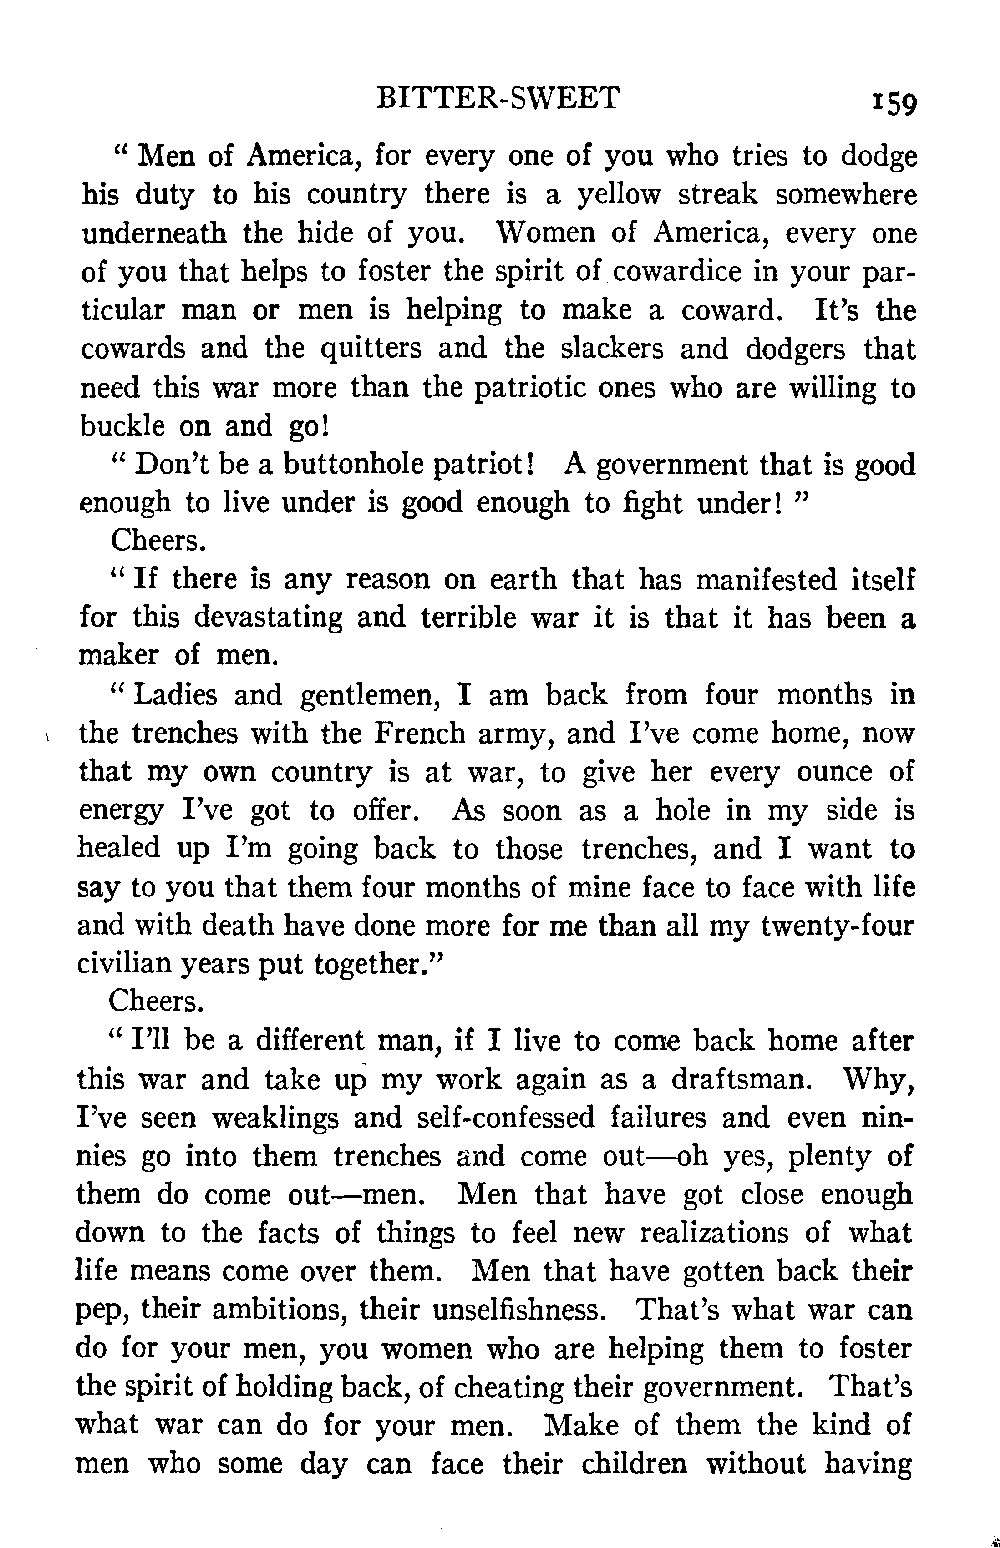 BITTER-SWEET 159
“ Men of America, for every one of you who tries to dodge
his duty to his country there is a yellow streak somewhere
underneath the hide of you. Women of America, every one
of you that helps to foster the spirit of cowardice in your par-
ticular man or men is helping to make a coward. It’s the
cowards and the quitters and the slackers and dodgers that
need this war more than the patriotic ones who are willing to
buckle on and go!
“ Don’t be a buttonhole patriot! A government that is good
enough to live under is good enough to fight under! ”
Cheers.
“ If there is any reason on earth that has manifested itself
for this devastating and terrible war it is that it has been a
maker of men.
“ Ladies and gentlemen, I am back from four months in
the trenches with the French army, and I’ve come home, now
that my own country is at war, to give her every ounce of
energy I’ve got to offer. As soon as a hole in my side is
healed up I’m going back to those trenches, and I want to
say to you that them four months of mine face to face with life
and with death have done more for me than all my twenty-four
civilian years put together.”
Cheers.
“ I’ll be a different man, if I live to come back home after
this war and take up my work again as a draftsman. Why,
I’ve seen weaklings and self-confessed failures and even nin-
nies go into them trenches and come out—oh yes, plenty of
them do come out—men. Men that have got close enough
down to the facts of things to feel new realizations of what
life means come over them. Men that have gotten back their
pep, their ambitions, their unselfishness. That’s what war can
do for your men, you women who are helping them to foster
the spirit of holding back, of cheating their government. That’s
what war can do for your men. Make of them the kind of
men who some day can face their children without having